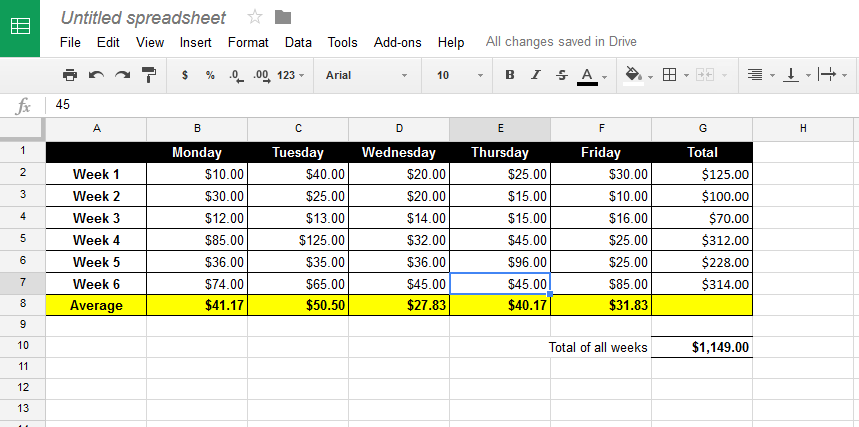 Untitled spreadsheet
File Edit View Insert Format Data Tools Add-ons Help All changes saved in Drive
$ % .0 .00 123 Arial 10 B I S A
fx 45
A B C D E F G H
1 Monday Tuesday Wednesday Thursday Friday Total
2 Week 1 $10.00 $40.00 $20.00 $25.00 $30.00 $125.00
3 Week 2 $30.00 $25.00 $20.00 $15.00 $10.00 $100.00
4 Week 3 $12.00 $13.00 $14.00 $15.00 $16.00 $70.00
5 Week 4 $85.00 $125.00 $32.00 $45.00 $25.00 $312.00
6 Week 5 $36.00 $35.00 $36.00 $96.00 $25.00 $228.00
7 Week 6 $74.00 $65.00 $45.00 $45.00 $85.00 $314.00
8 Average $41.17 $50.50 $27.83 $40.17 $31.83
9
10 Total of all weeks $1,149.00
11
12
13